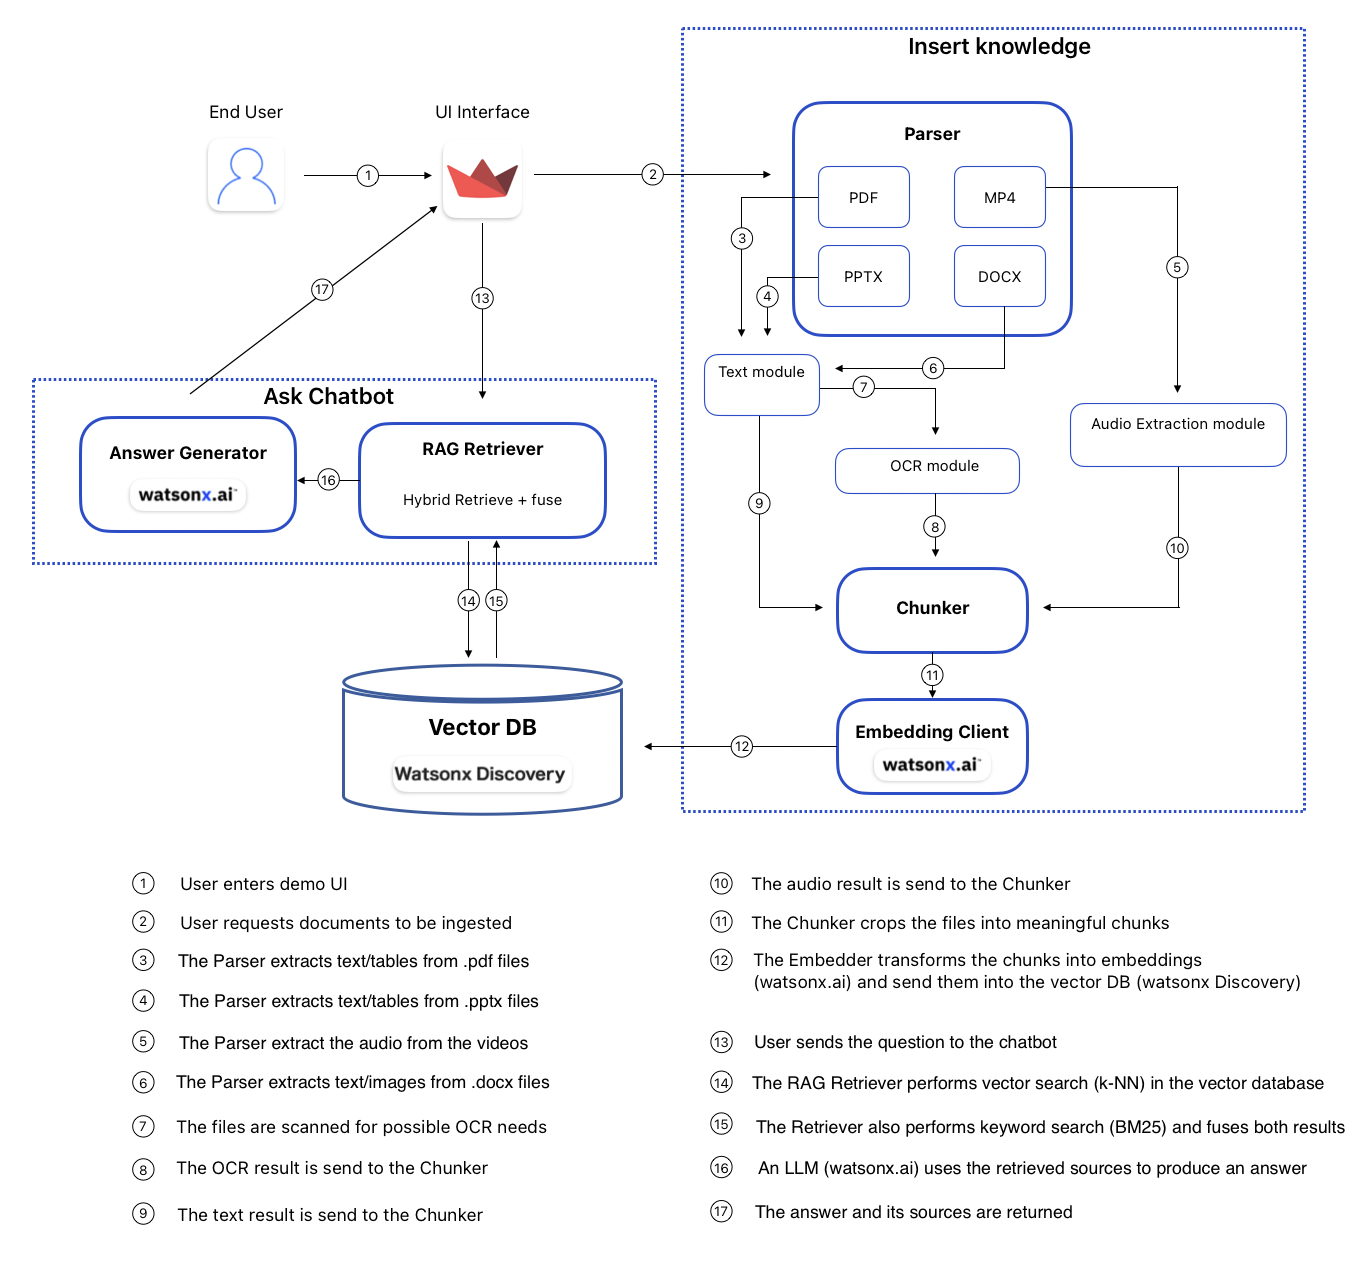 Insert knowledge
End User
UI Interface
Parser
1
2
PDF
MP4
3
PPTX
DOCX
4
5
17
13
Text module
6
7
Ask Chatbot
Audio Extraction module
Answer Generator
watsonx.ai™
16
RAG Retriever
Hybrid Retrieve + fuse
OCR module
9
8
10
14
15
Chunker
11
Vector DB
Watsonx Discovery
12
Embedding Client
watsonx.ai™
1 User enters demo UI
2 User requests documents to be ingested
3 The Parser extracts text/tables from .pdf files
4 The Parser extracts text/tables from .pptx files
5 The Parser extract the audio from the videos
6 The Parser extracts text/images from .docx files
7 The files are scanned for possible OCR needs
8 The OCR result is send to the Chunker
9 The text result is send to the Chunker
10 The audio result is send to the Chunker
11 The Chunker crops the files into meaningful chunks
12 The Embedder transforms the chunks into embeddings
(watsonx.ai) and send them into the vector DB (watsonx Discovery)
13 User sends the question to the chatbot
14 The RAG Retriever performs vector search (k-NN) in the vector database
15 The Retriever also performs keyword search (BM25) and fuses both results
16 An LLM (watsonx.ai) uses the retrieved sources to produce an answer
17 The answer and its sources are returned